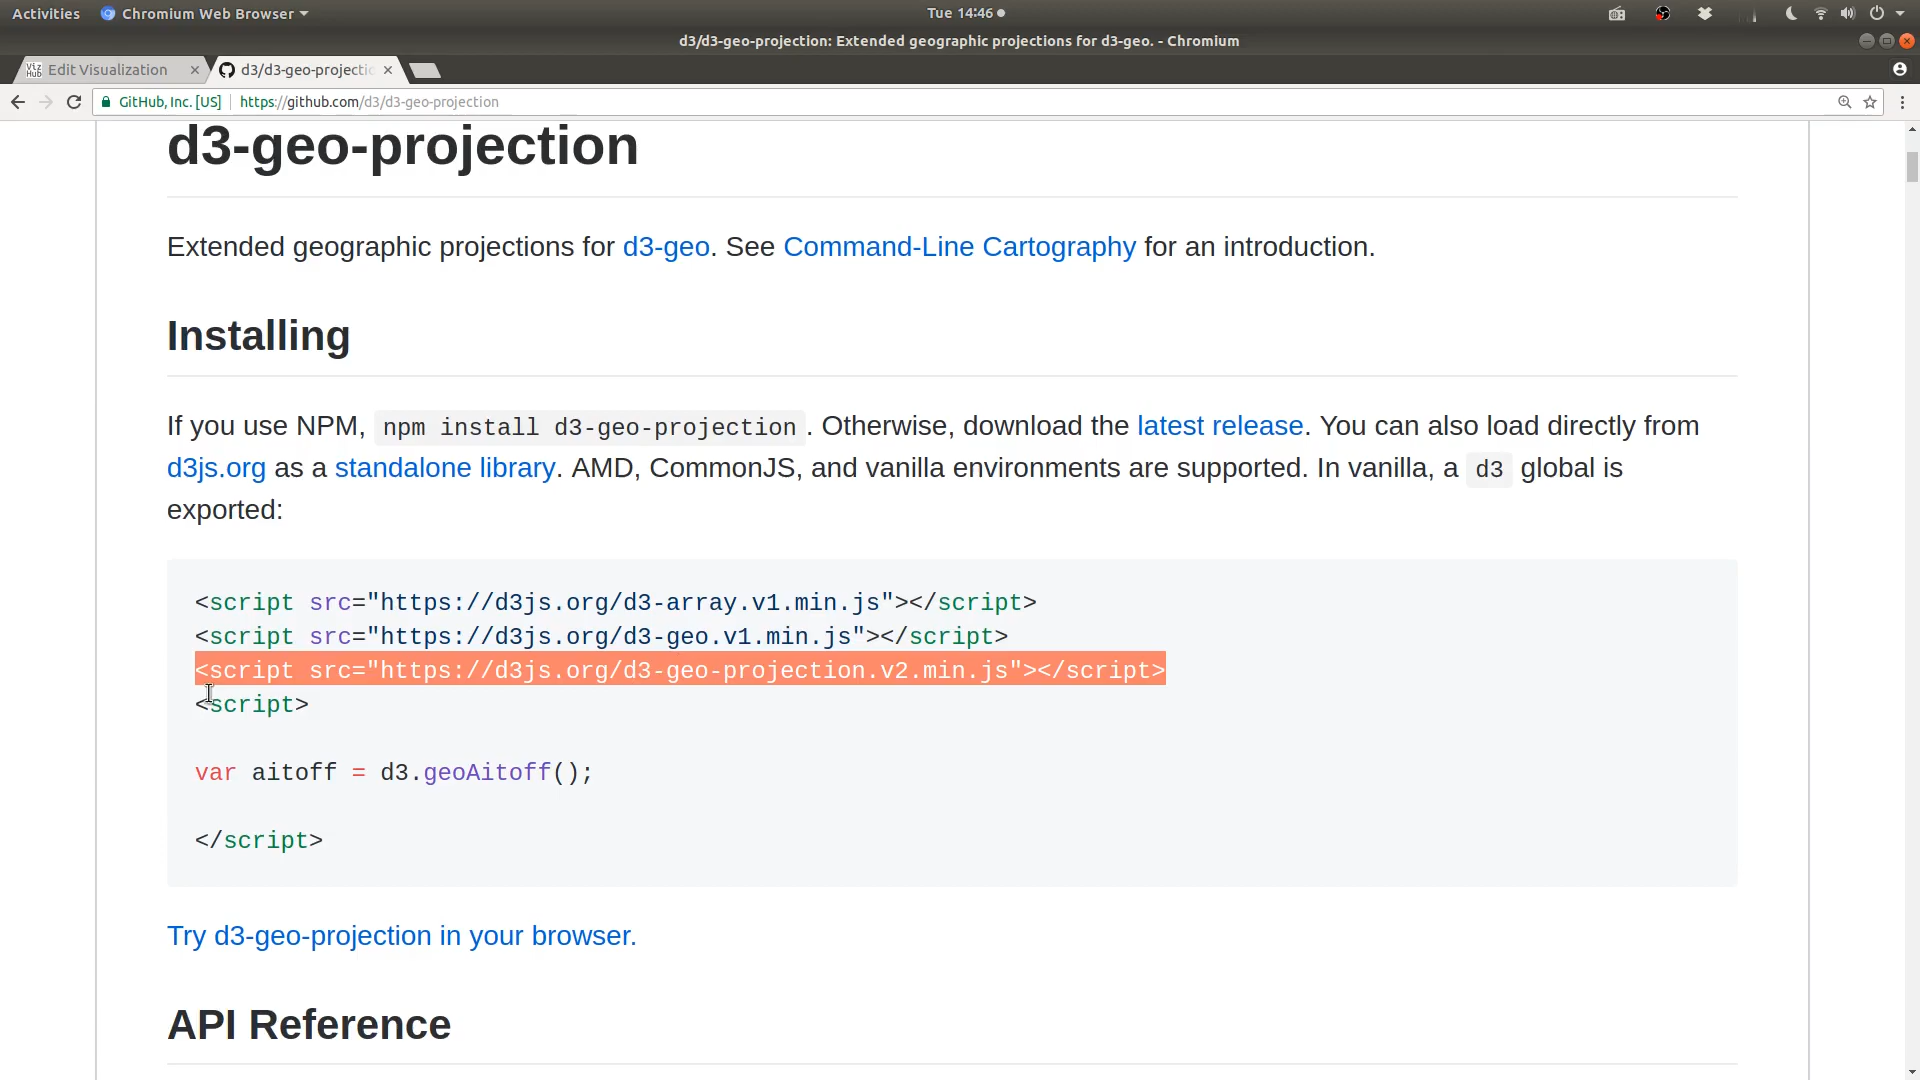 Activities Chromium Web Browser Tue 14:46
d3/d3-geo-projection: Extended geographic projections for d3-geo. - Chromium
Viz Hub Edit Visualization d3/d3-geo-projectio
GitHub, Inc. [US] https://github.com/d3/d3-geo-projection
d3-geo-projection
Extended geographic projections for d3-geo. See Command-Line Cartography for an introduction.
Installing
If you use NPM, npm install d3-geo-projection. Otherwise, download the latest release. You can also load directly from
d3js.org as a standalone library. AMD, CommonJS, and vanilla environments are supported. In vanilla, a d3 global is
exported:
<script src="https://d3js.org/d3-array.v1.min.js"></script>
<script src="https://d3js.org/d3-geo.v1.min.js"></script>
<script src="https://d3js.org/d3-geo-projection.v2.min.js"></script>
<script>
var aitoff = d3.geoAitoff();
</script>
Try d3-geo-projection in your browser.
API Reference